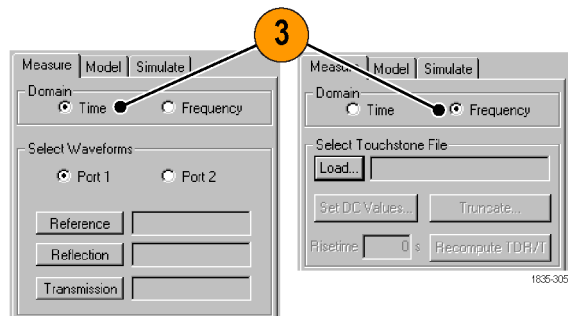 3
Measure Model Simulate
Domain
Time Frequency
Select Waveforms
Port 1 Port 2
Reference
Reflection
Transmission
Measure Model Simulate
Domain
Time Frequency
Select Touchstone File
Load...
Set DC Values... Truncate...
Risetime 0 s Recompute TDR/T
1835-305